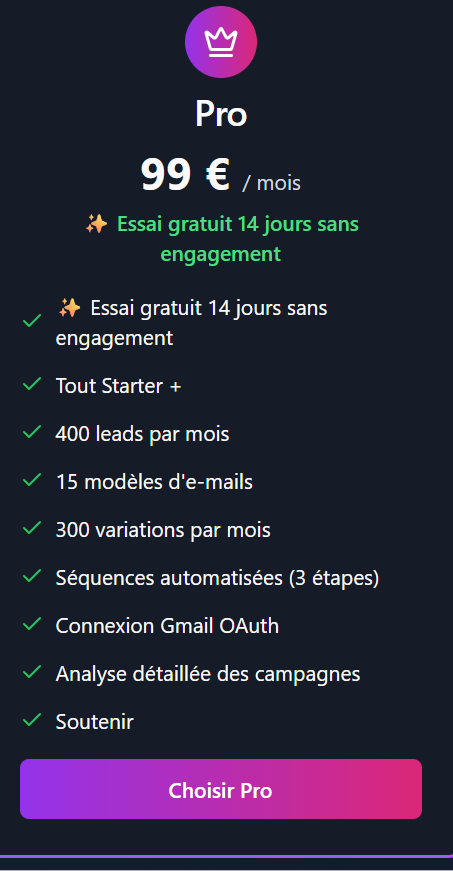 Pro
99 € / mois
✨ Essai gratuit 14 jours sans
engagement
✨ Essai gratuit 14 jours sans
engagement
Tout Starter +
400 leads par mois
15 modèles d'e-mails
300 variations par mois
Séquences automatisées (3 étapes)
Connexion Gmail OAuth
Analyse détaillée des campagnes
Soutenir
Choisir Pro